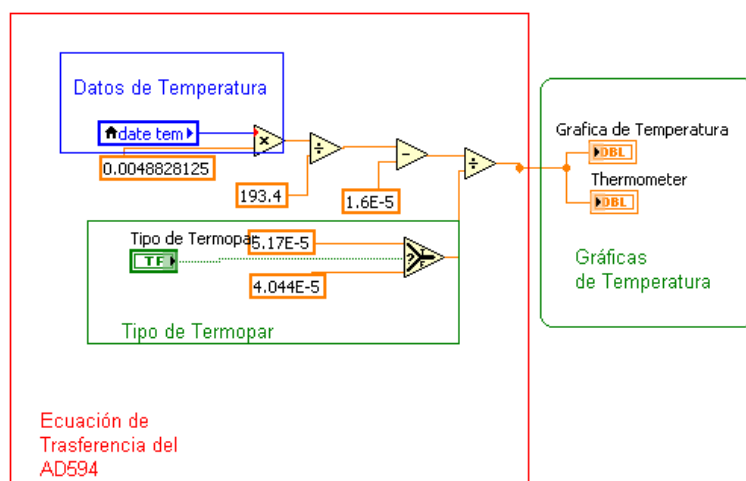 Datos de Temperatura
date tem
0.0048828125
193.4
1.6E-5
Grafica de Temperatura
DBL
Thermometer
DBL
Gráficas
de Temperatura
Tipo de Termopar
TF
5.17E-5
?
T
F
4.044E-5
Tipo de Termopar
Ecuación de
Trasferencia del
AD594